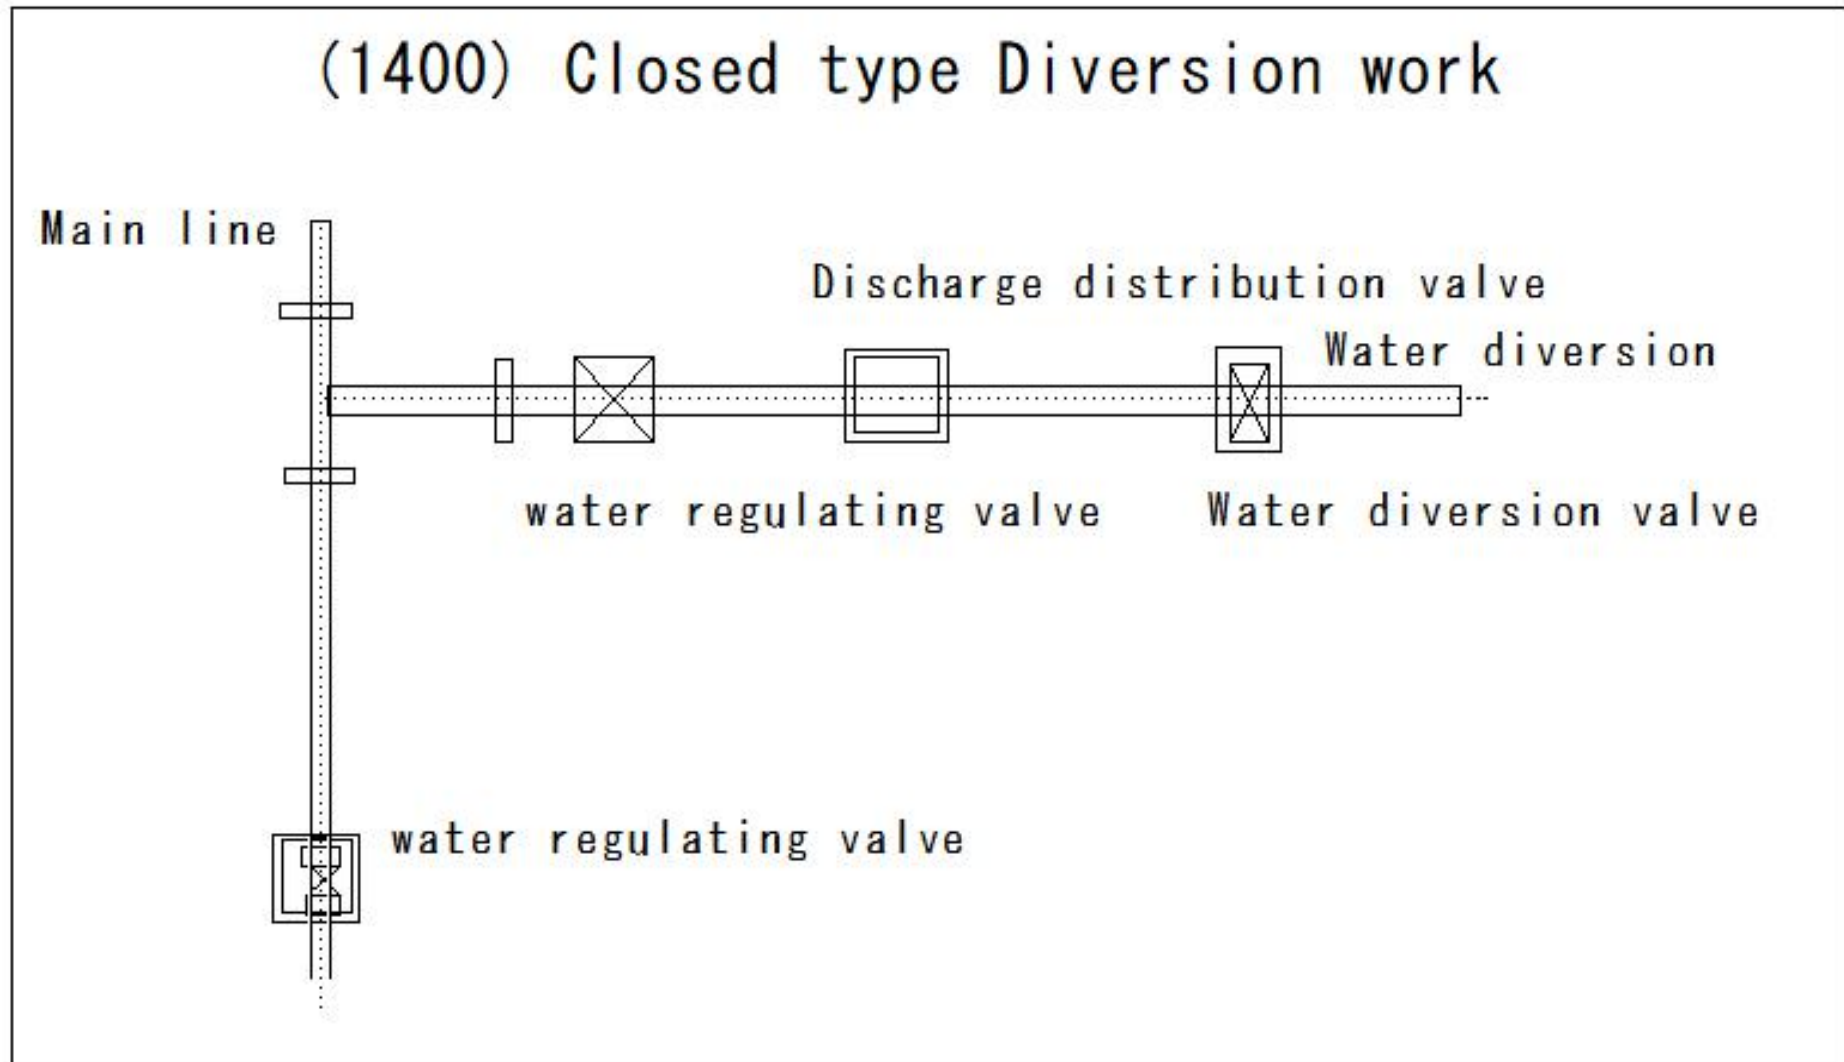 (1400) Closed type Diversion work
Main line
Discharge distribution valve
Water diversion
water regulating valve
Water diversion valve
water regulating valve